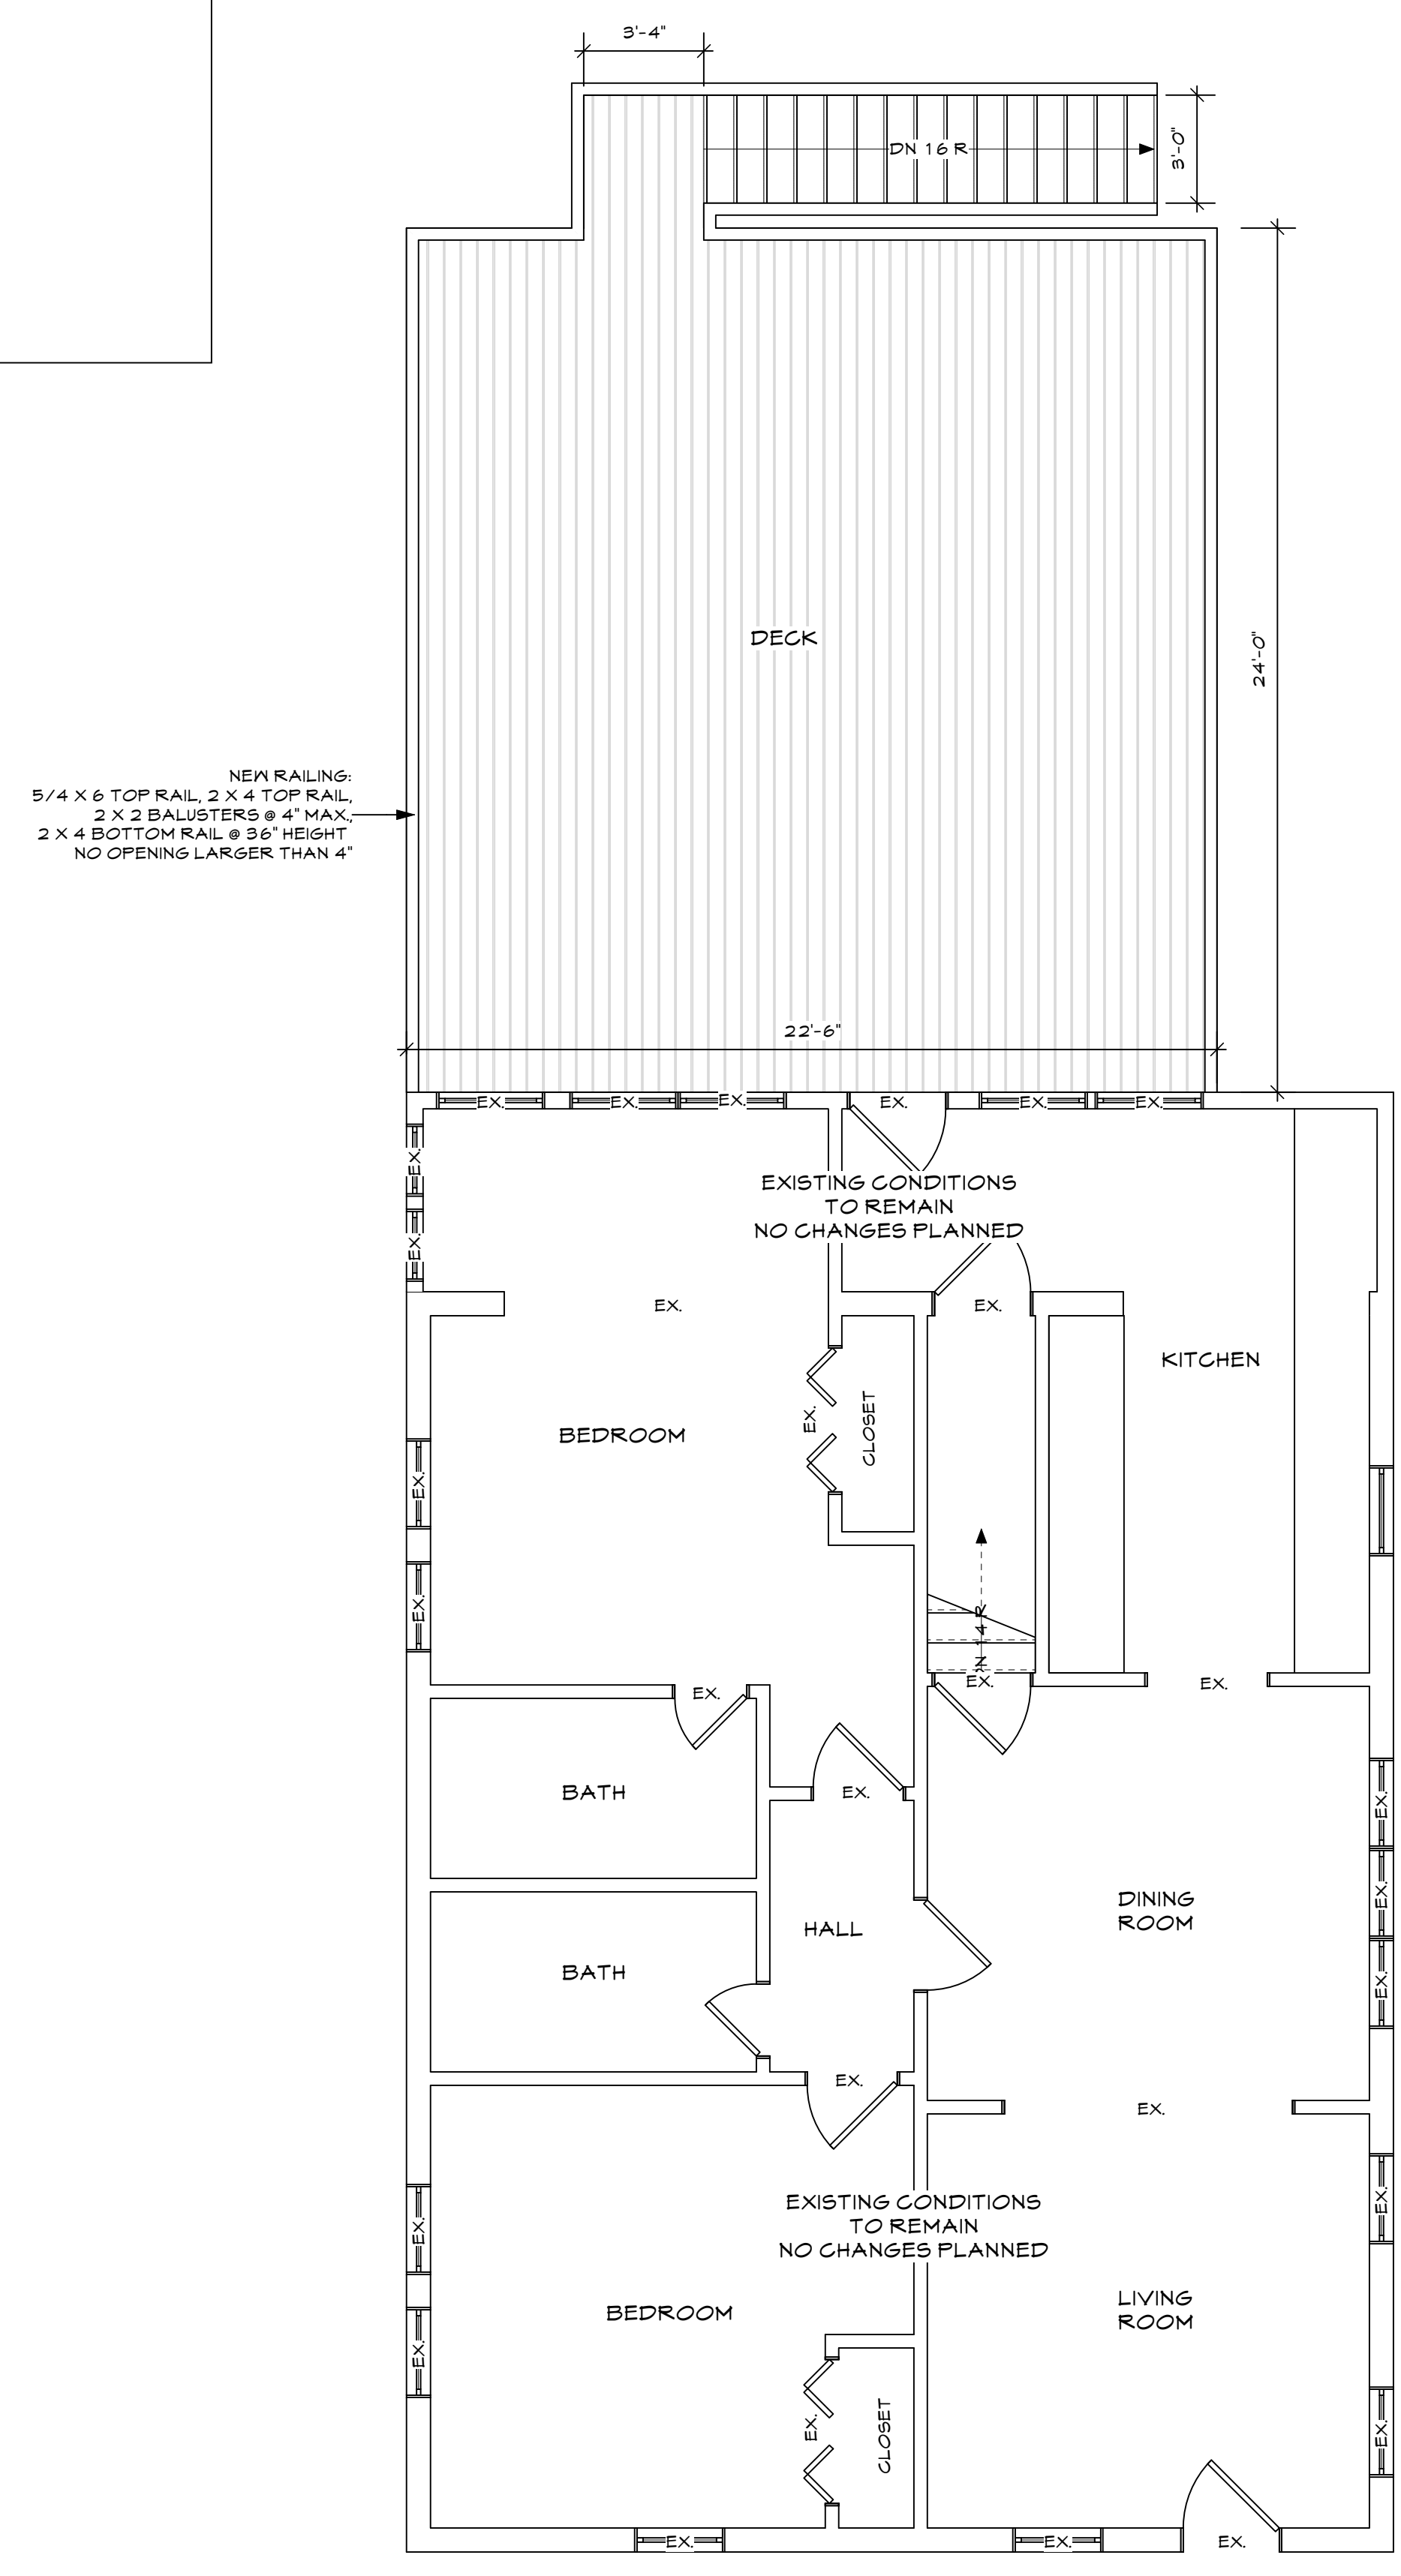 3'-4"
DN 16 R
3'-0"
DECK
24'-0"
NEW RAILING:
5/4 X 6 TOP RAIL, 2 X 4 TOP RAIL,
2 X 2 BALUSTERS @ 4" MAX.,
2 X 4 BOTTOM RAIL @ 36" HEIGHT
NO OPENING LARGER THAN 4"
22'-6"
EX.
EX.
EX.
EX.
EX.
EX.
EX.
EX.
EXISTING CONDITIONS
TO REMAIN
NO CHANGES PLANNED
EX.
EX.
KITCHEN
EX.
CLOSET
BEDROOM
EX.
EX.
14 R
EX.
EX.
EX.
BATH
EX.
EX.
DINING
ROOM
EX.
HALL
BATH
EX.
EX.
EX.
EX.
EXISTING CONDITIONS
TO REMAIN
NO CHANGES PLANNED
EX.
LIVING
ROOM
BEDROOM
EX.
EX.
CLOSET
EX.
EX.
EX.
EX.